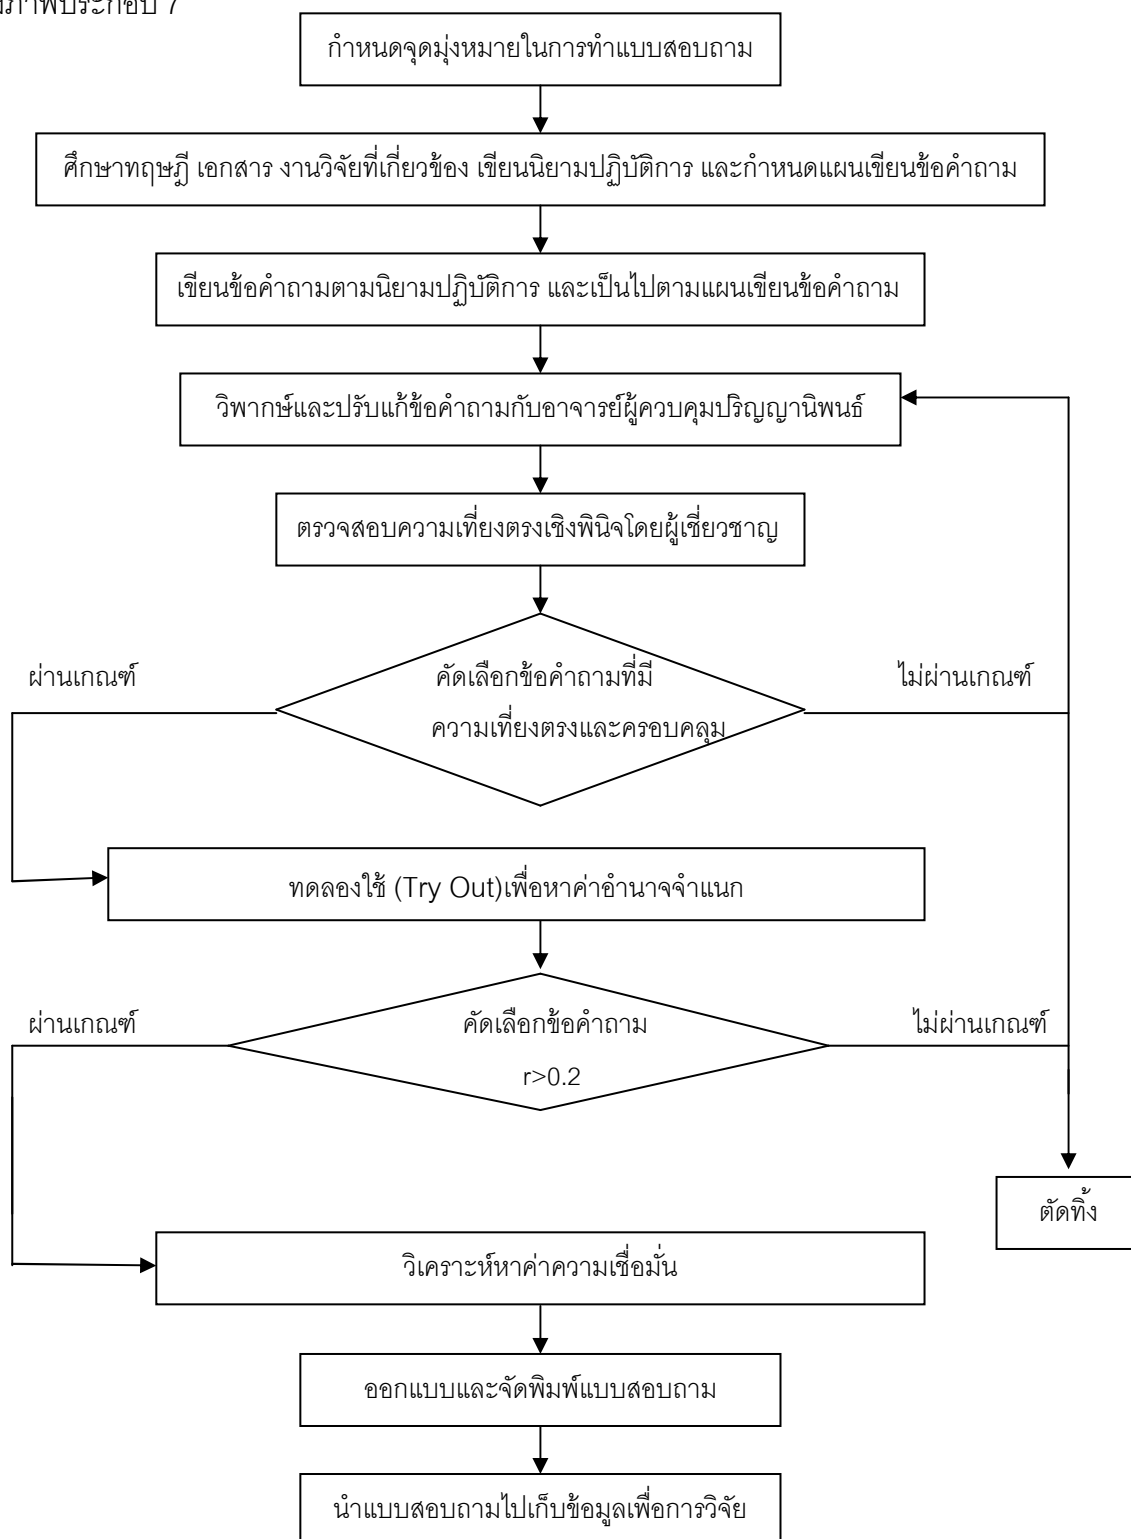 ภาพประกอบ 7
กำหนดจุดมุ่งหมายในการทำแบบสอบถาม
ศึกษาทฤษฎี เอกสาร งานวิจัยที่เกี่ยวข้อง เขียนนิยามปฏิบัติการ และกำหนดแผนเขียนข้อคำถาม
เขียนข้อคำถามตามนิยามปฏิบัติการ และเป็นไปตามแผนเขียนข้อคำถาม
วิพากษ์และปรับแก้ข้อคำถามกับอาจารย์ผู้ควบคุมปริญญานิพนธ์
ตรวจสอบความเที่ยงตรงเชิงพินิจโดยผู้เชี่ยวชาญ
ผ่านเกณฑ์
คัดเลือกข้อคำถามที่มี
ความเที่ยงตรงและครอบคลุม
ไม่ผ่านเกณฑ์
ทดลองใช้ (Try Out)เพื่อหาค่าอำนาจจำแนก
ผ่านเกณฑ์
คัดเลือกข้อคำถาม
r>0.2
ไม่ผ่านเกณฑ์
ตัดทิ้ง
วิเคราะห์หาค่าความเชื่อมั่น
ออกแบบและจัดพิมพ์แบบสอบถาม
นำแบบสอบถามไปเก็บข้อมูลเพื่อการวิจัย